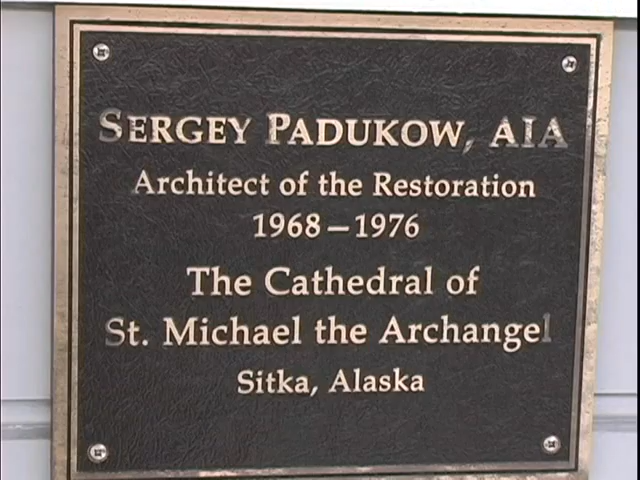 SERGEY PADUKOW, AIA
Architect of the Restoration
1968–1976
The Cathedral of
St. Michael the Archangel
Sitka, Alaska